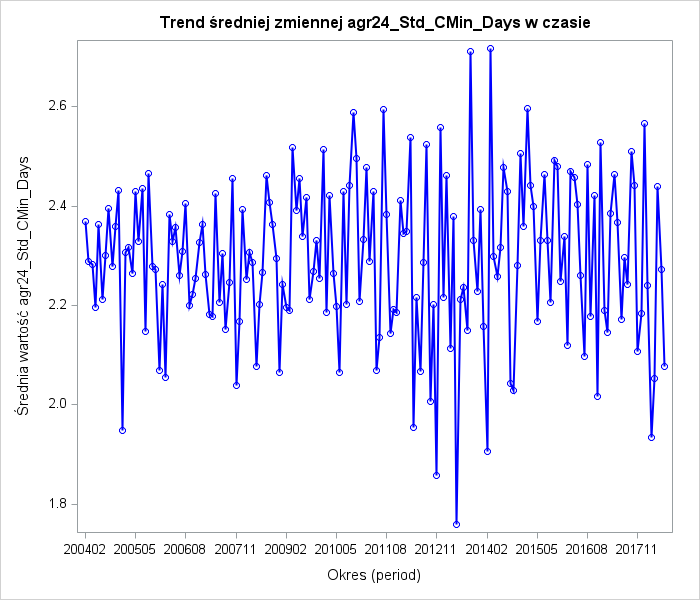 Trend średniej zmiennej agr24_Std_CMin_Days w czasie
Średnia wartość agr24_Std_CMin_Days
2.6
2.4
2.2
2.0
1.8
200402 200505 200608 200711 200902 201005 201108 201211 201402 201505 201608 201711
Okres (period)